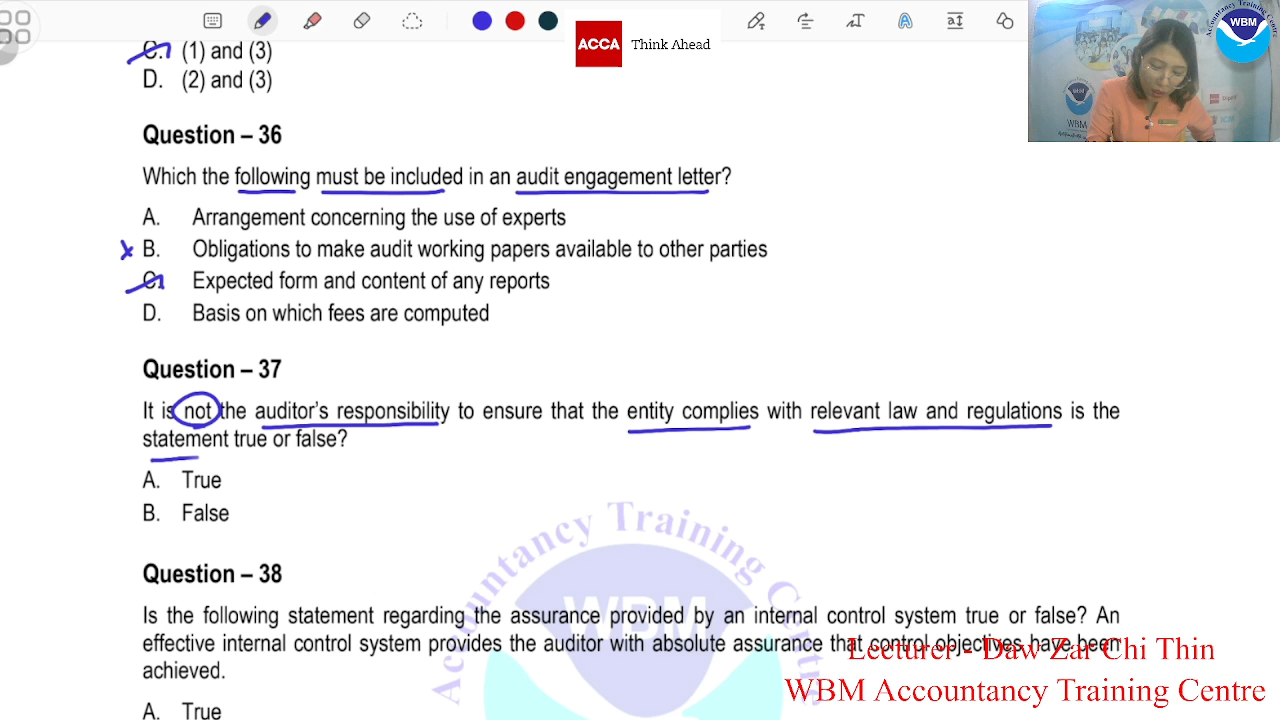 C. (1) and (3)
D. (2) and (3)
ACCA Think Ahead
WBM
WBM
Question – 36
Which the following must be included in an audit engagement letter?
A. Arrangement concerning the use of experts
B. Obligations to make audit working papers available to other parties
C. Expected form and content of any reports
D. Basis on which fees are computed
Question – 37
It is not the auditor's responsibility to ensure that the entity complies with relevant law and regulations is the
statement true or false?
A. True
B. False
Accountancy Training Centre
WBM
Question – 38
Is the following statement regarding the assurance provided by an internal control system true or false? An
effective internal control system provides the auditor with absolute assurance that control objectives have been
achieved.
A. True
Lecturer - Daw Zar Chi Thin
WBM Accountancy Training Centre